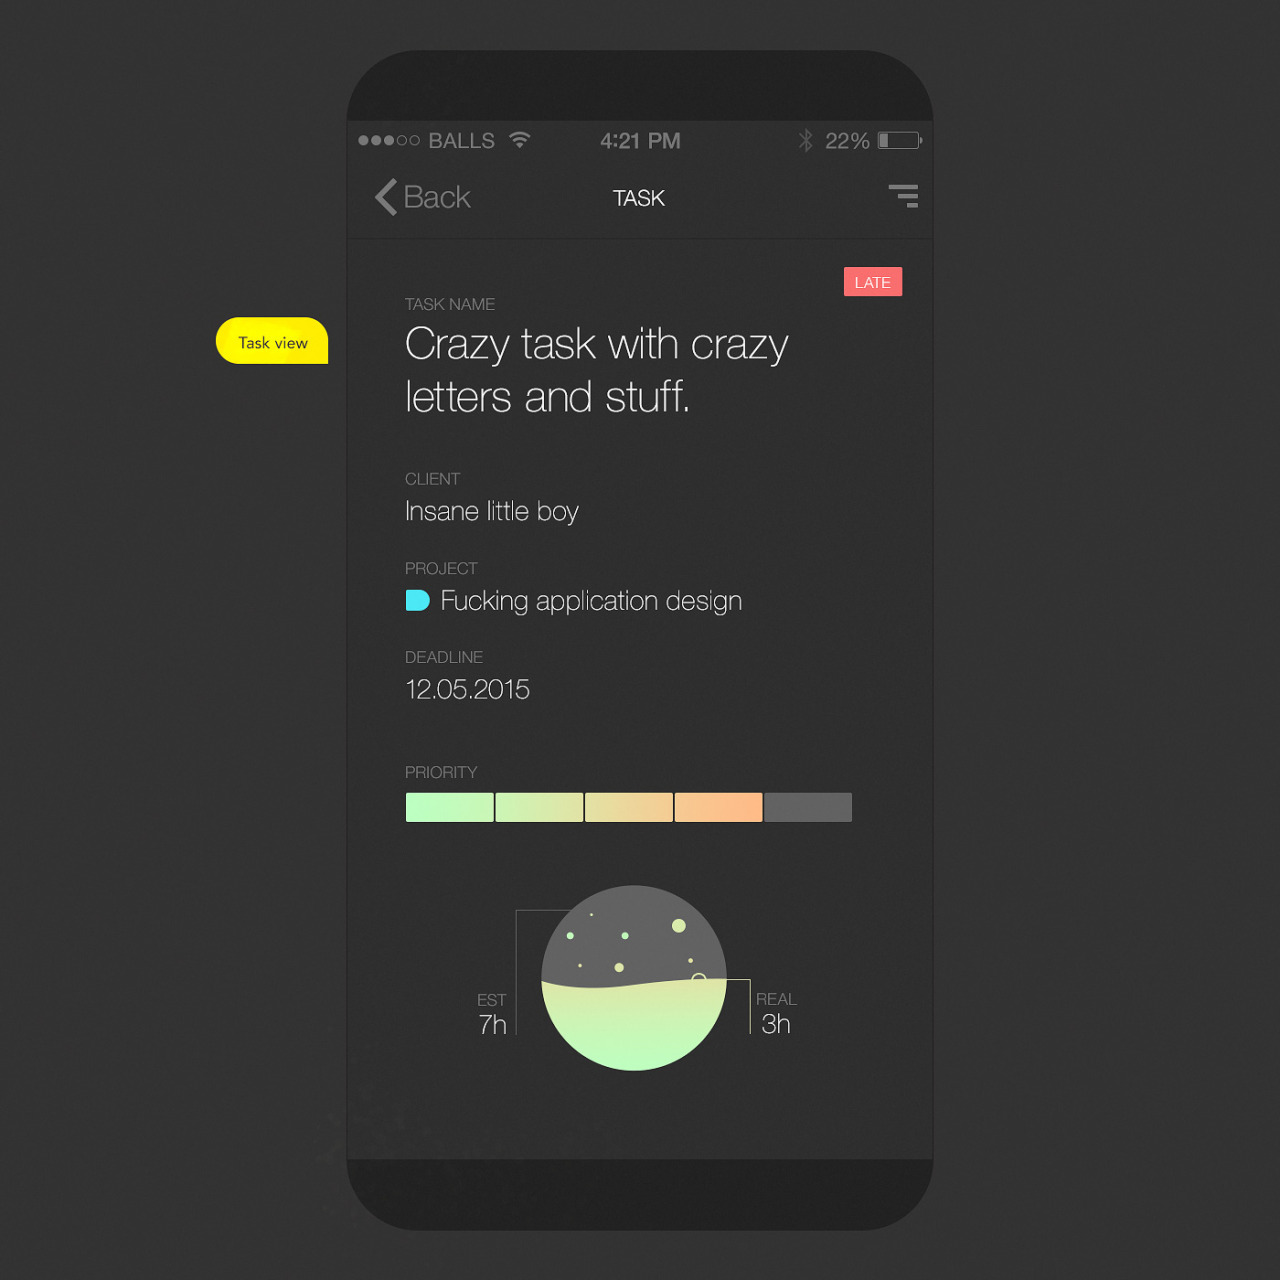 BALLS 4:21 PM 22%
Back TASK
LATE
TASK NAME
Task view
Crazy task with crazy
letters and stuff.
CLIENT
Insane little boy
PROJECT
Fucking application design
DEADLINE
12.05.2015
PRIORITY
EST
7h
REAL
3h